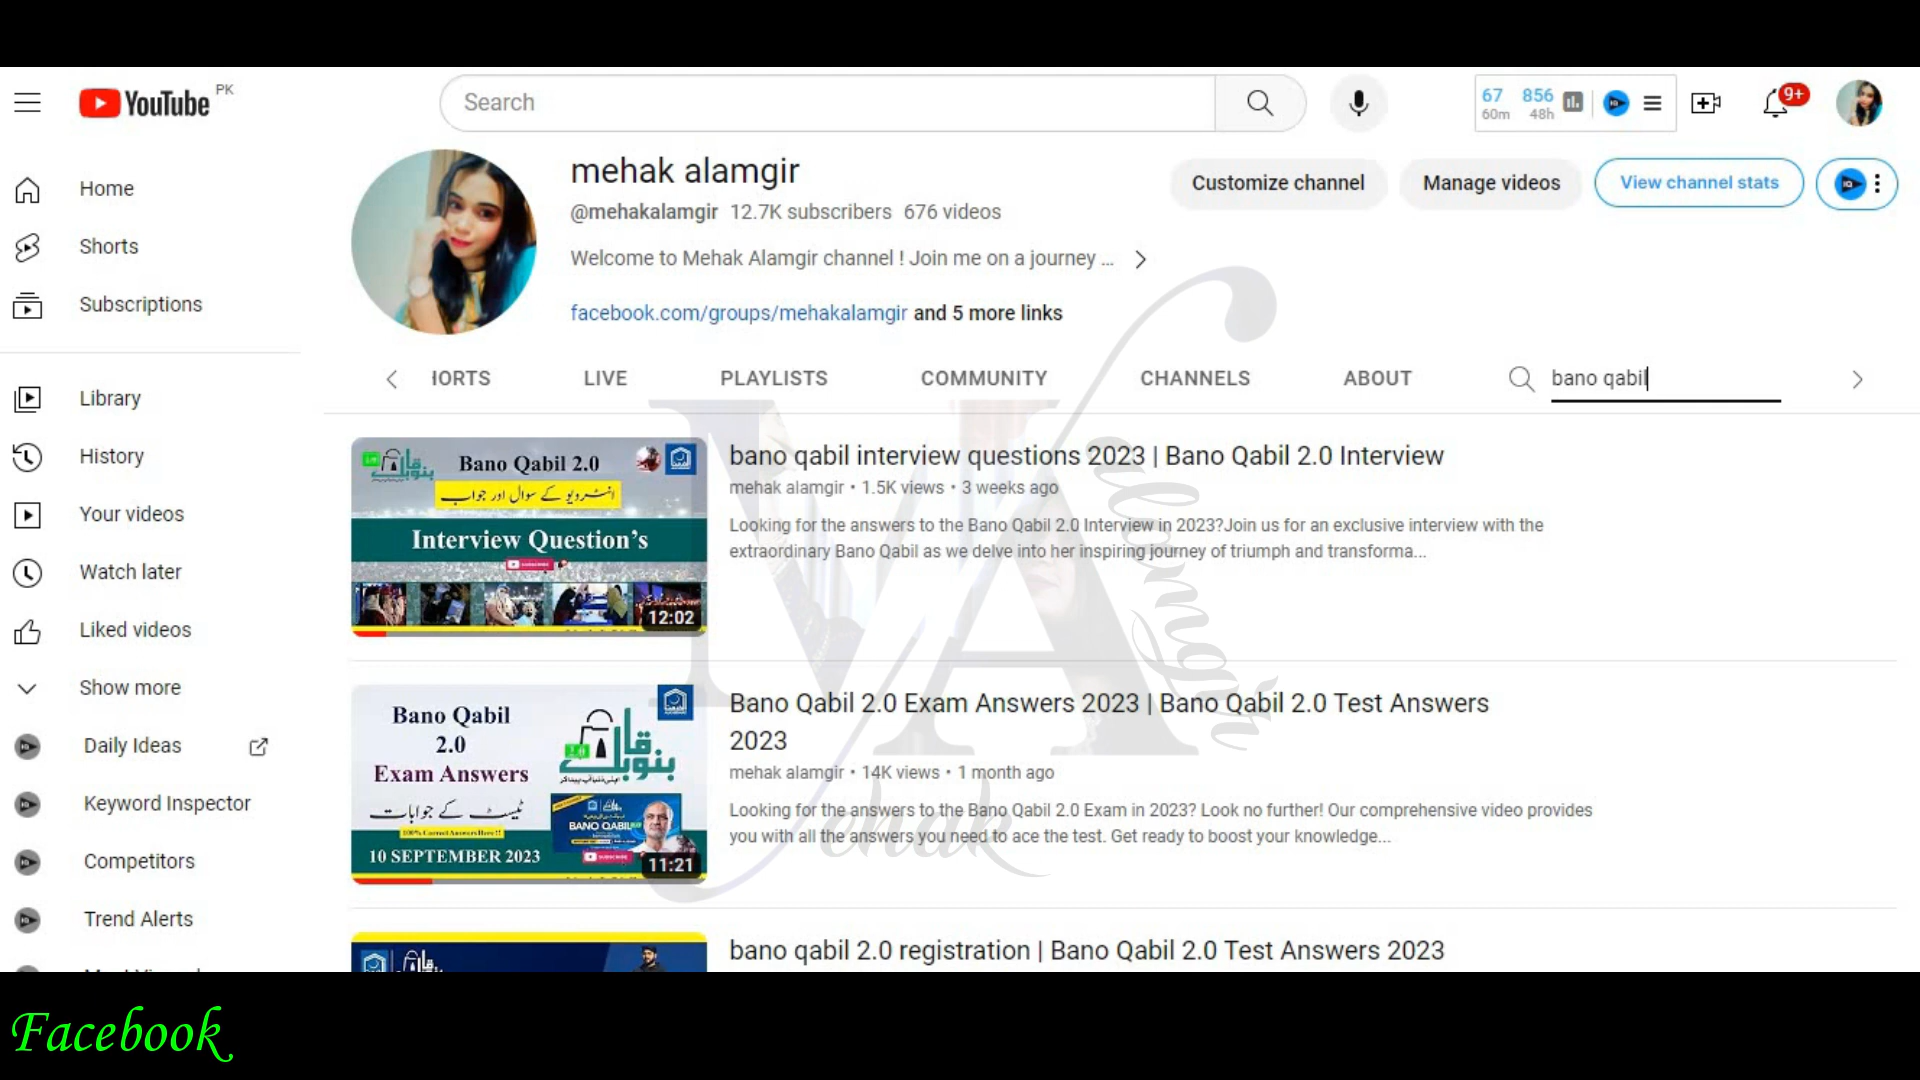 YouTube PK
Search
67 856
60m 48h
9+
Home
Shorts
Subscriptions
Library
History
Your videos
Watch later
Liked videos
Show more
Daily Ideas
Keyword Inspector
Competitors
Trend Alerts
mehak alamgir
@mehakalamgir 12.7K subscribers 676 videos
Welcome to Mehak Alamgir channel ! Join me on a journey ...
facebook.com/groups/mehakalamgir and 5 more links
Customize channel
Manage videos
View channel stats
HORTS LIVE PLAYLISTS COMMUNITY CHANNELS ABOUT bano qabil
Bano Qabil 2.0
انٹرویو کے سوال اور جواب
Interview Question's
12:02
bano qabil interview questions 2023 | Bano Qabil 2.0 Interview
mehak alamgir • 1.5K views • 3 weeks ago
Looking for the answers to the Bano Qabil 2.0 Interview in 2023?Join us for an exclusive interview with the
extraordinary Bano Qabil as we delve into her inspiring journey of triumph and transforma...
Bano Qabil
2.0
Exam Answers
ٹیسٹ کے جوابات
10 SEPTEMBER 2023
بنو قابل
BANO QABIL
11:21
Bano Qabil 2.0 Exam Answers 2023 | Bano Qabil 2.0 Test Answers
2023
mehak alamgir • 14K views • 1 month ago
Looking for the answers to the Bano Qabil 2.0 Exam in 2023? Look no further! Our comprehensive video provides
you with all the answers you need to ace the test. Get ready to boost your knowledge...
bano qabil 2.0 registration | Bano Qabil 2.0 Test Answers 2023
MA
ehak
alamgir
Facebook